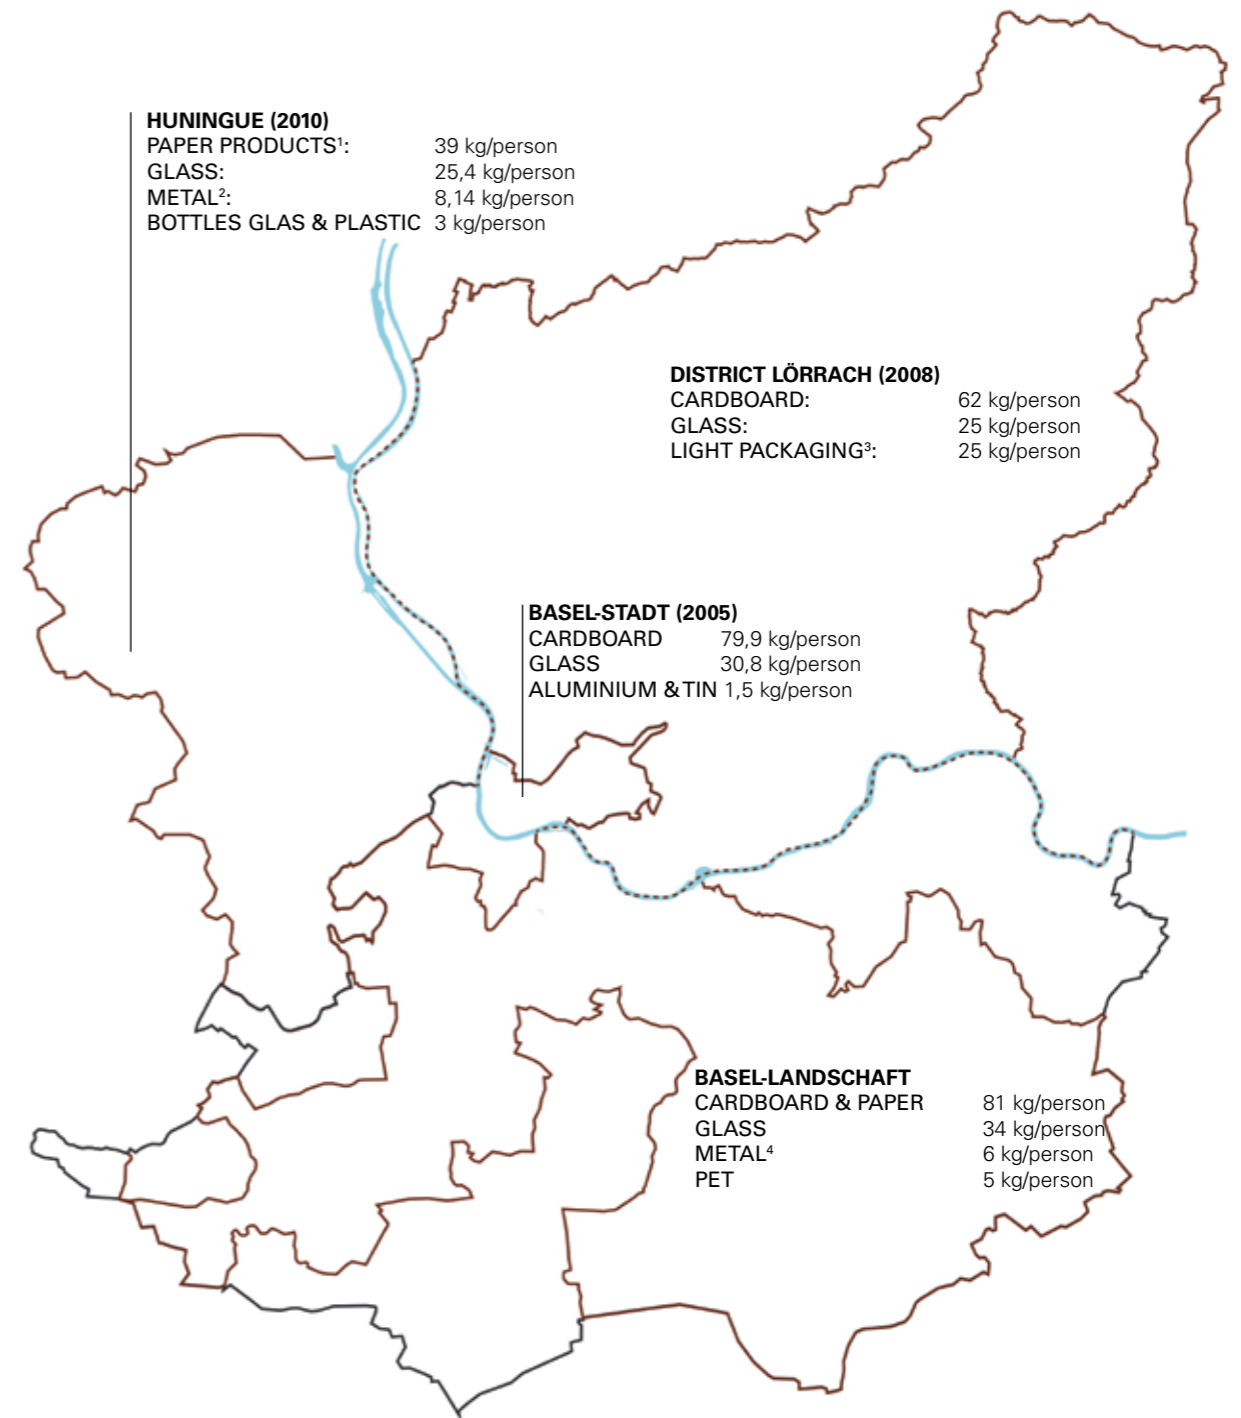 HUNINGUE (2010)
PAPER PRODUCTS¹: 39 kg/person
GLASS: 25,4 kg/person
METAL²: 8,14 kg/person
BOTTLES GLAS & PLASTIC 3 kg/person
DISTRICT LÖRRACH (2008)
CARDBOARD: 62 kg/person
GLASS: 25 kg/person
LIGHT PACKAGING³: 25 kg/person
BASEL-STADT (2005)
CARDBOARD 79,9 kg/person
GLASS 30,8 kg/person
ALUMINIUM & TIN 1,5 kg/person
BASEL-LANDSCHAFT
CARDBOARD & PAPER 81 kg/person
GLASS 34 kg/person
METAL⁴ 6 kg/person
PET 5 kg/person